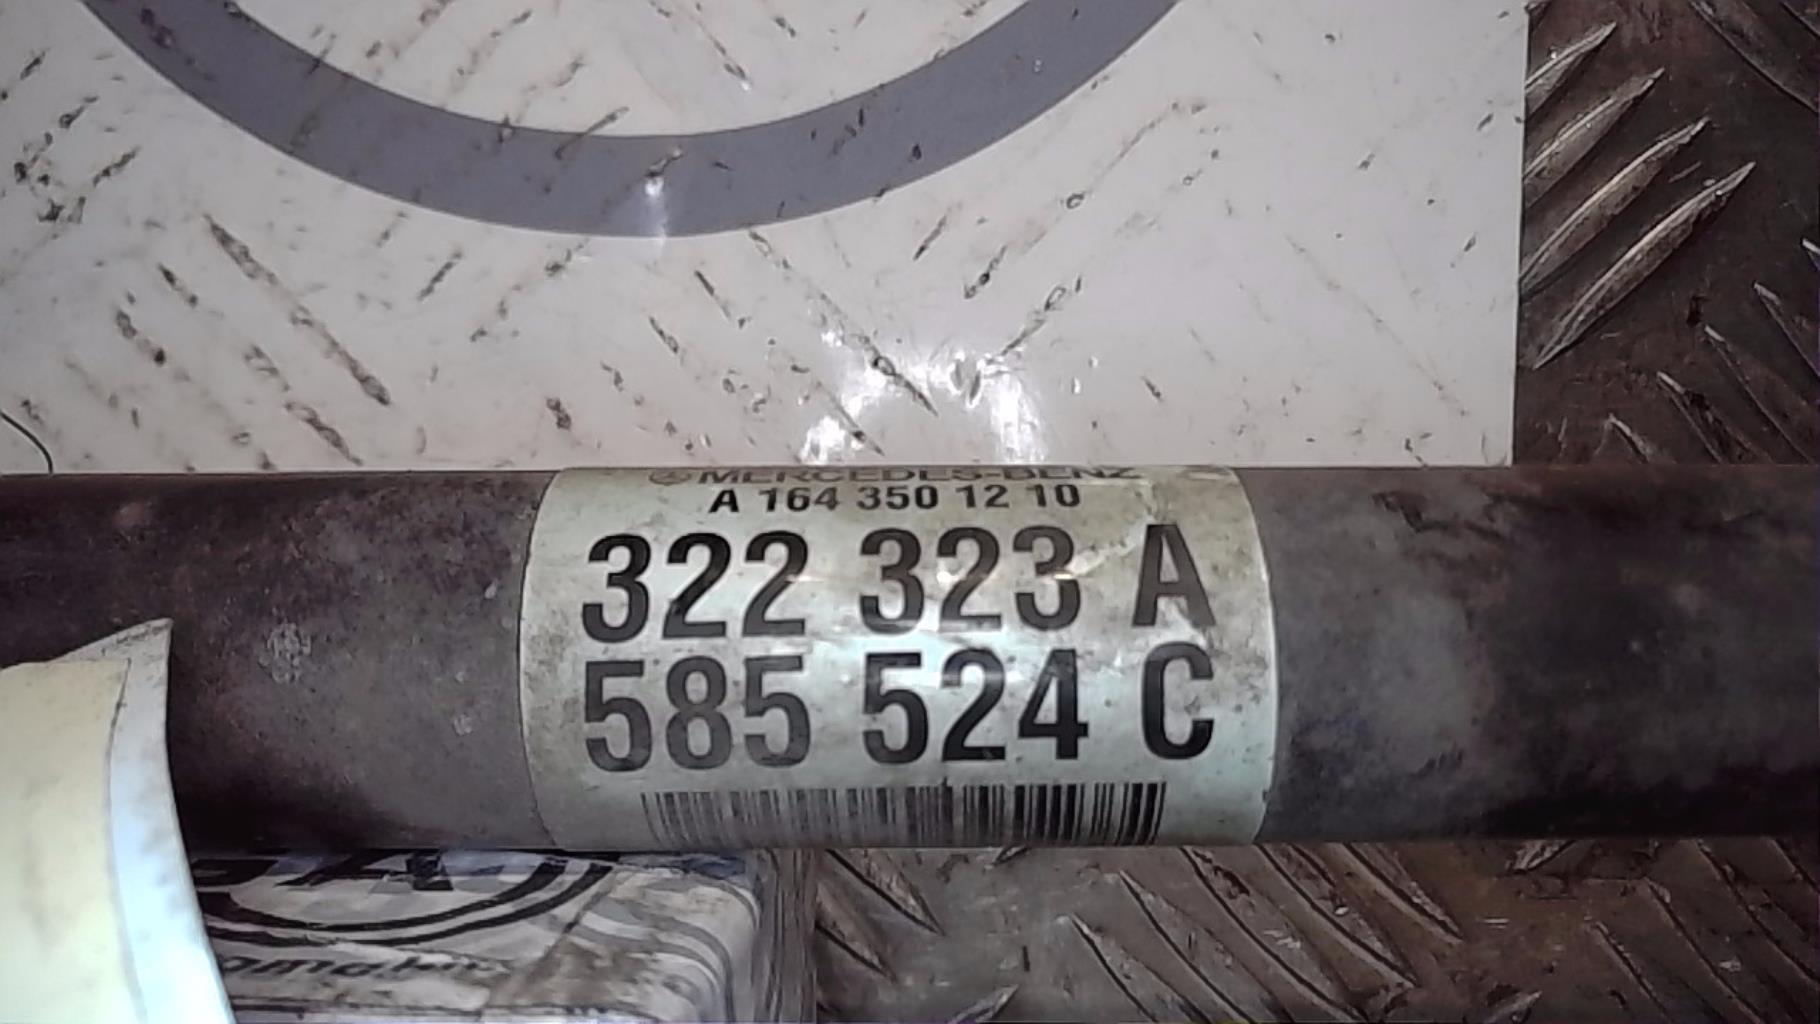 MERCEDES-BENZ
A 164 350 12 10
322 323 A
585 524 C